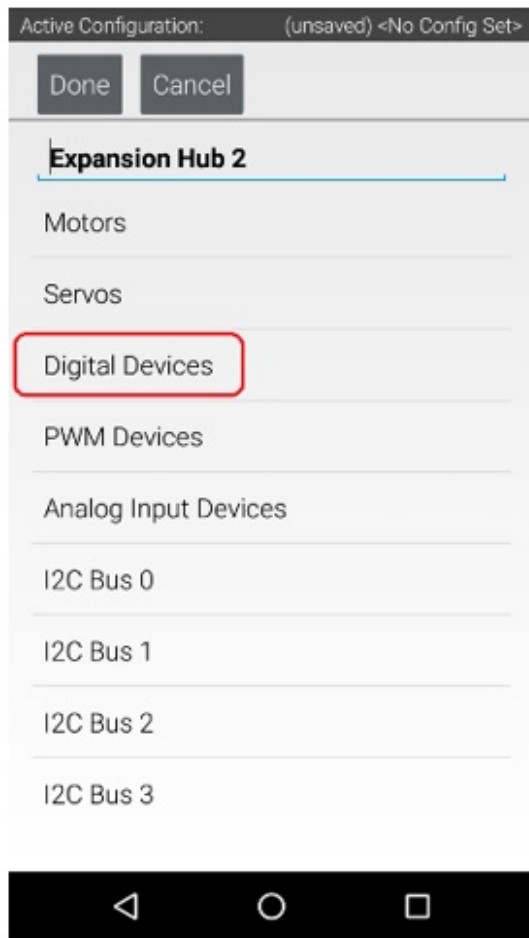 Active Configuration: (unsaved) <No Config Set>
Done Cancel
Expansion Hub 2
Motors
Servos
Digital Devices
PWM Devices
Analog Input Devices
I2C Bus 0
I2C Bus 1
I2C Bus 2
I2C Bus 3